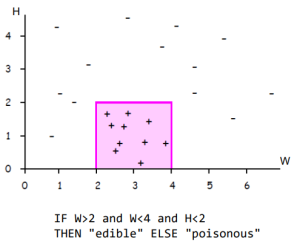 H
4
3
2
1
0
0 1 2 3 4 5 6 W
IF W>2 and W<4 and H<2
THEN "edible" ELSE "poisonous"